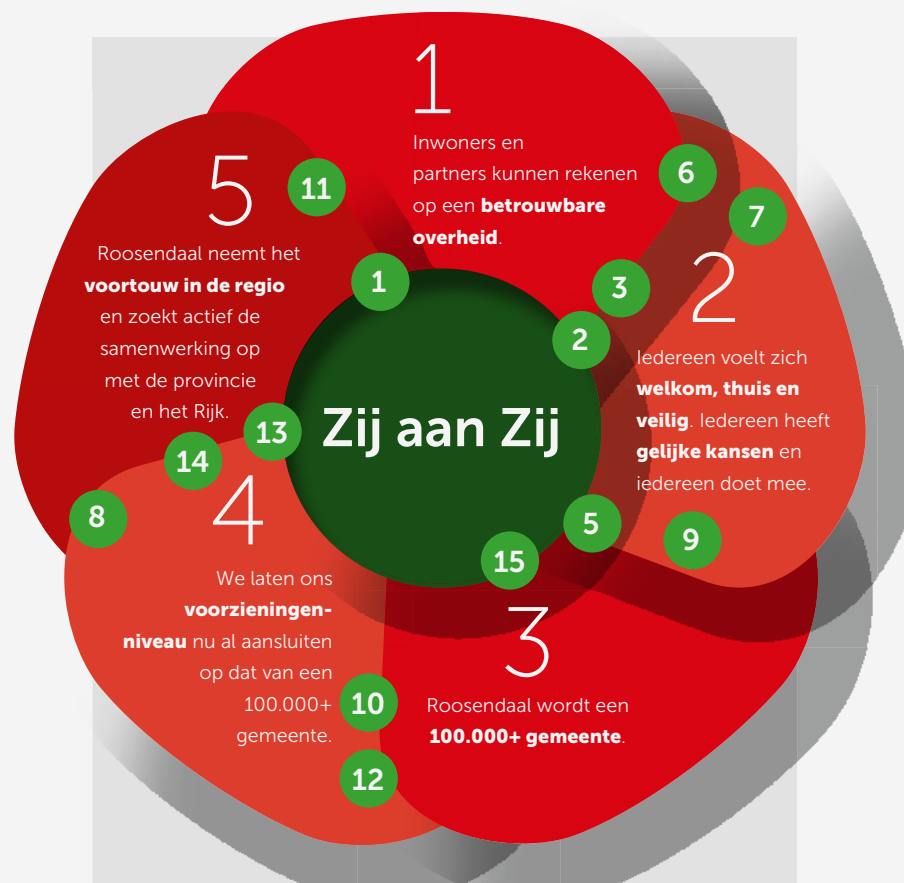 1
Inwoners en
partners kunnen rekenen
op een betrouwbare
overheid.
6
7
3
2
2
Iedereen voelt zich
welkom, thuis en
veilig. Iedereen heeft
gelijke kansen en
iedereen doet mee.
5
9
15
3
Roosendaal wordt een
100.000+ gemeente.
10
12
4
We laten ons
voorzieningen-
niveau nu al aansluiten
op dat van een
100.000+
gemeente.
8
14
13
5
11
1
Roosendaal neemt het
voortouw in de regio
en zoekt actief de
samenwerking op
met de provincie
en het Rijk.
Zij aan Zij